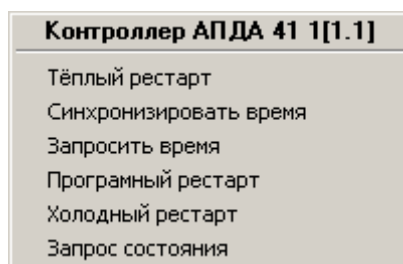 Контроллер АПДА 41 1[1.1]
Тёплый рестарт
Синхронизировать время
Запросить время
Програмный рестарт
Холодный рестарт
Запрос состояния